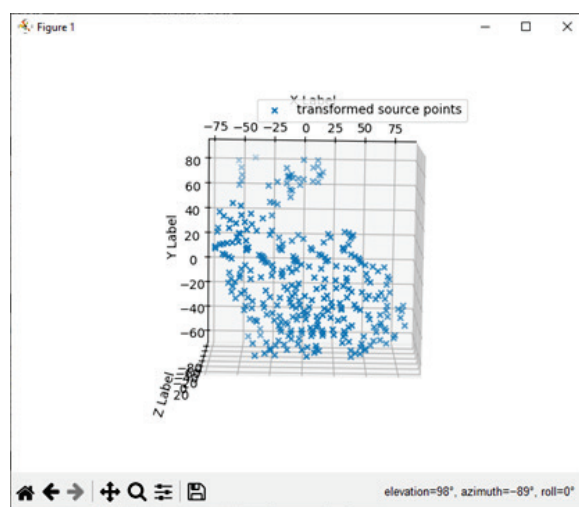 Figure 1
X Label
transformed source points
−75 −50 −25 0 25 50 75
80
60
40
20
0
−20
−40
−60
Y Label
Z Label
20
elevation=98°, azimuth=−89°, roll=0°